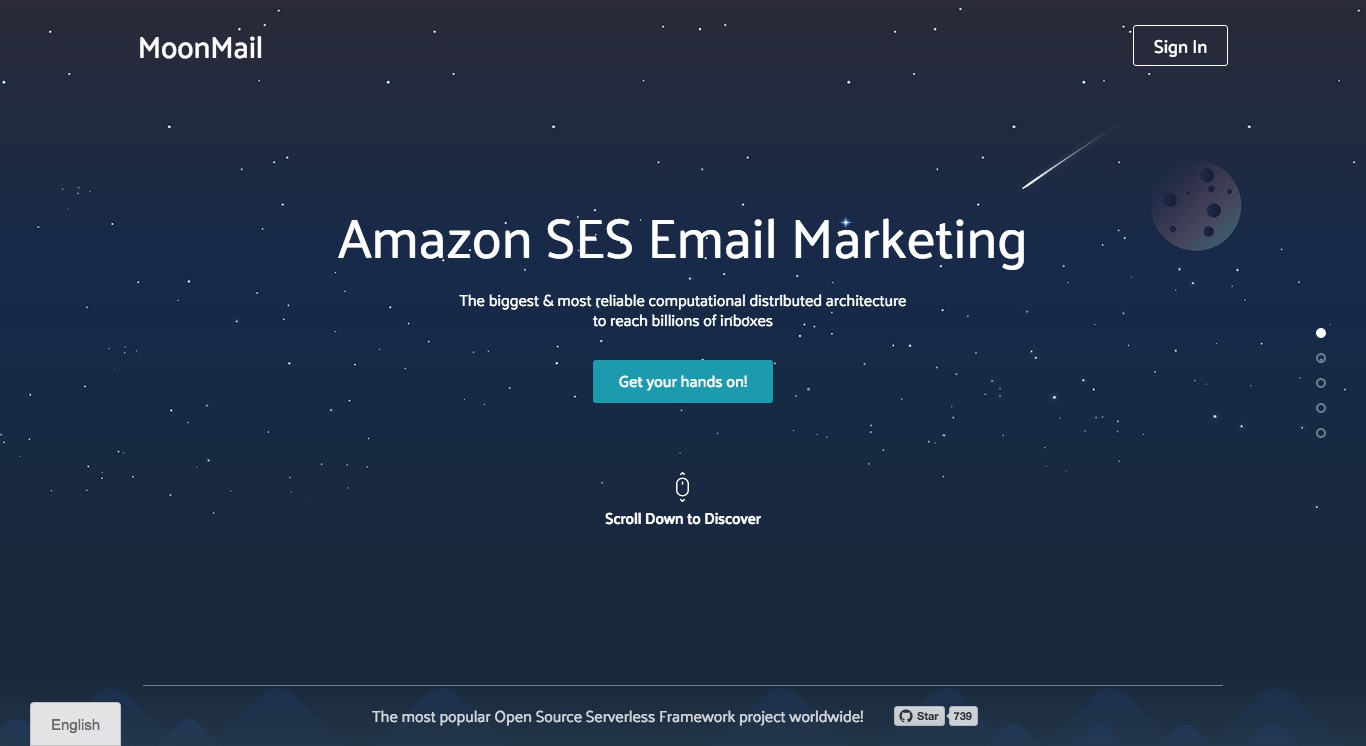 MoonMail
Sign In
Amazon SES Email Marketing
The biggest & most reliable computational distributed architecture
to reach billions of inboxes
Get your hands on!
Scroll Down to Discover
The most popular Open Source Serverless Framework project worldwide!
Star 739
English